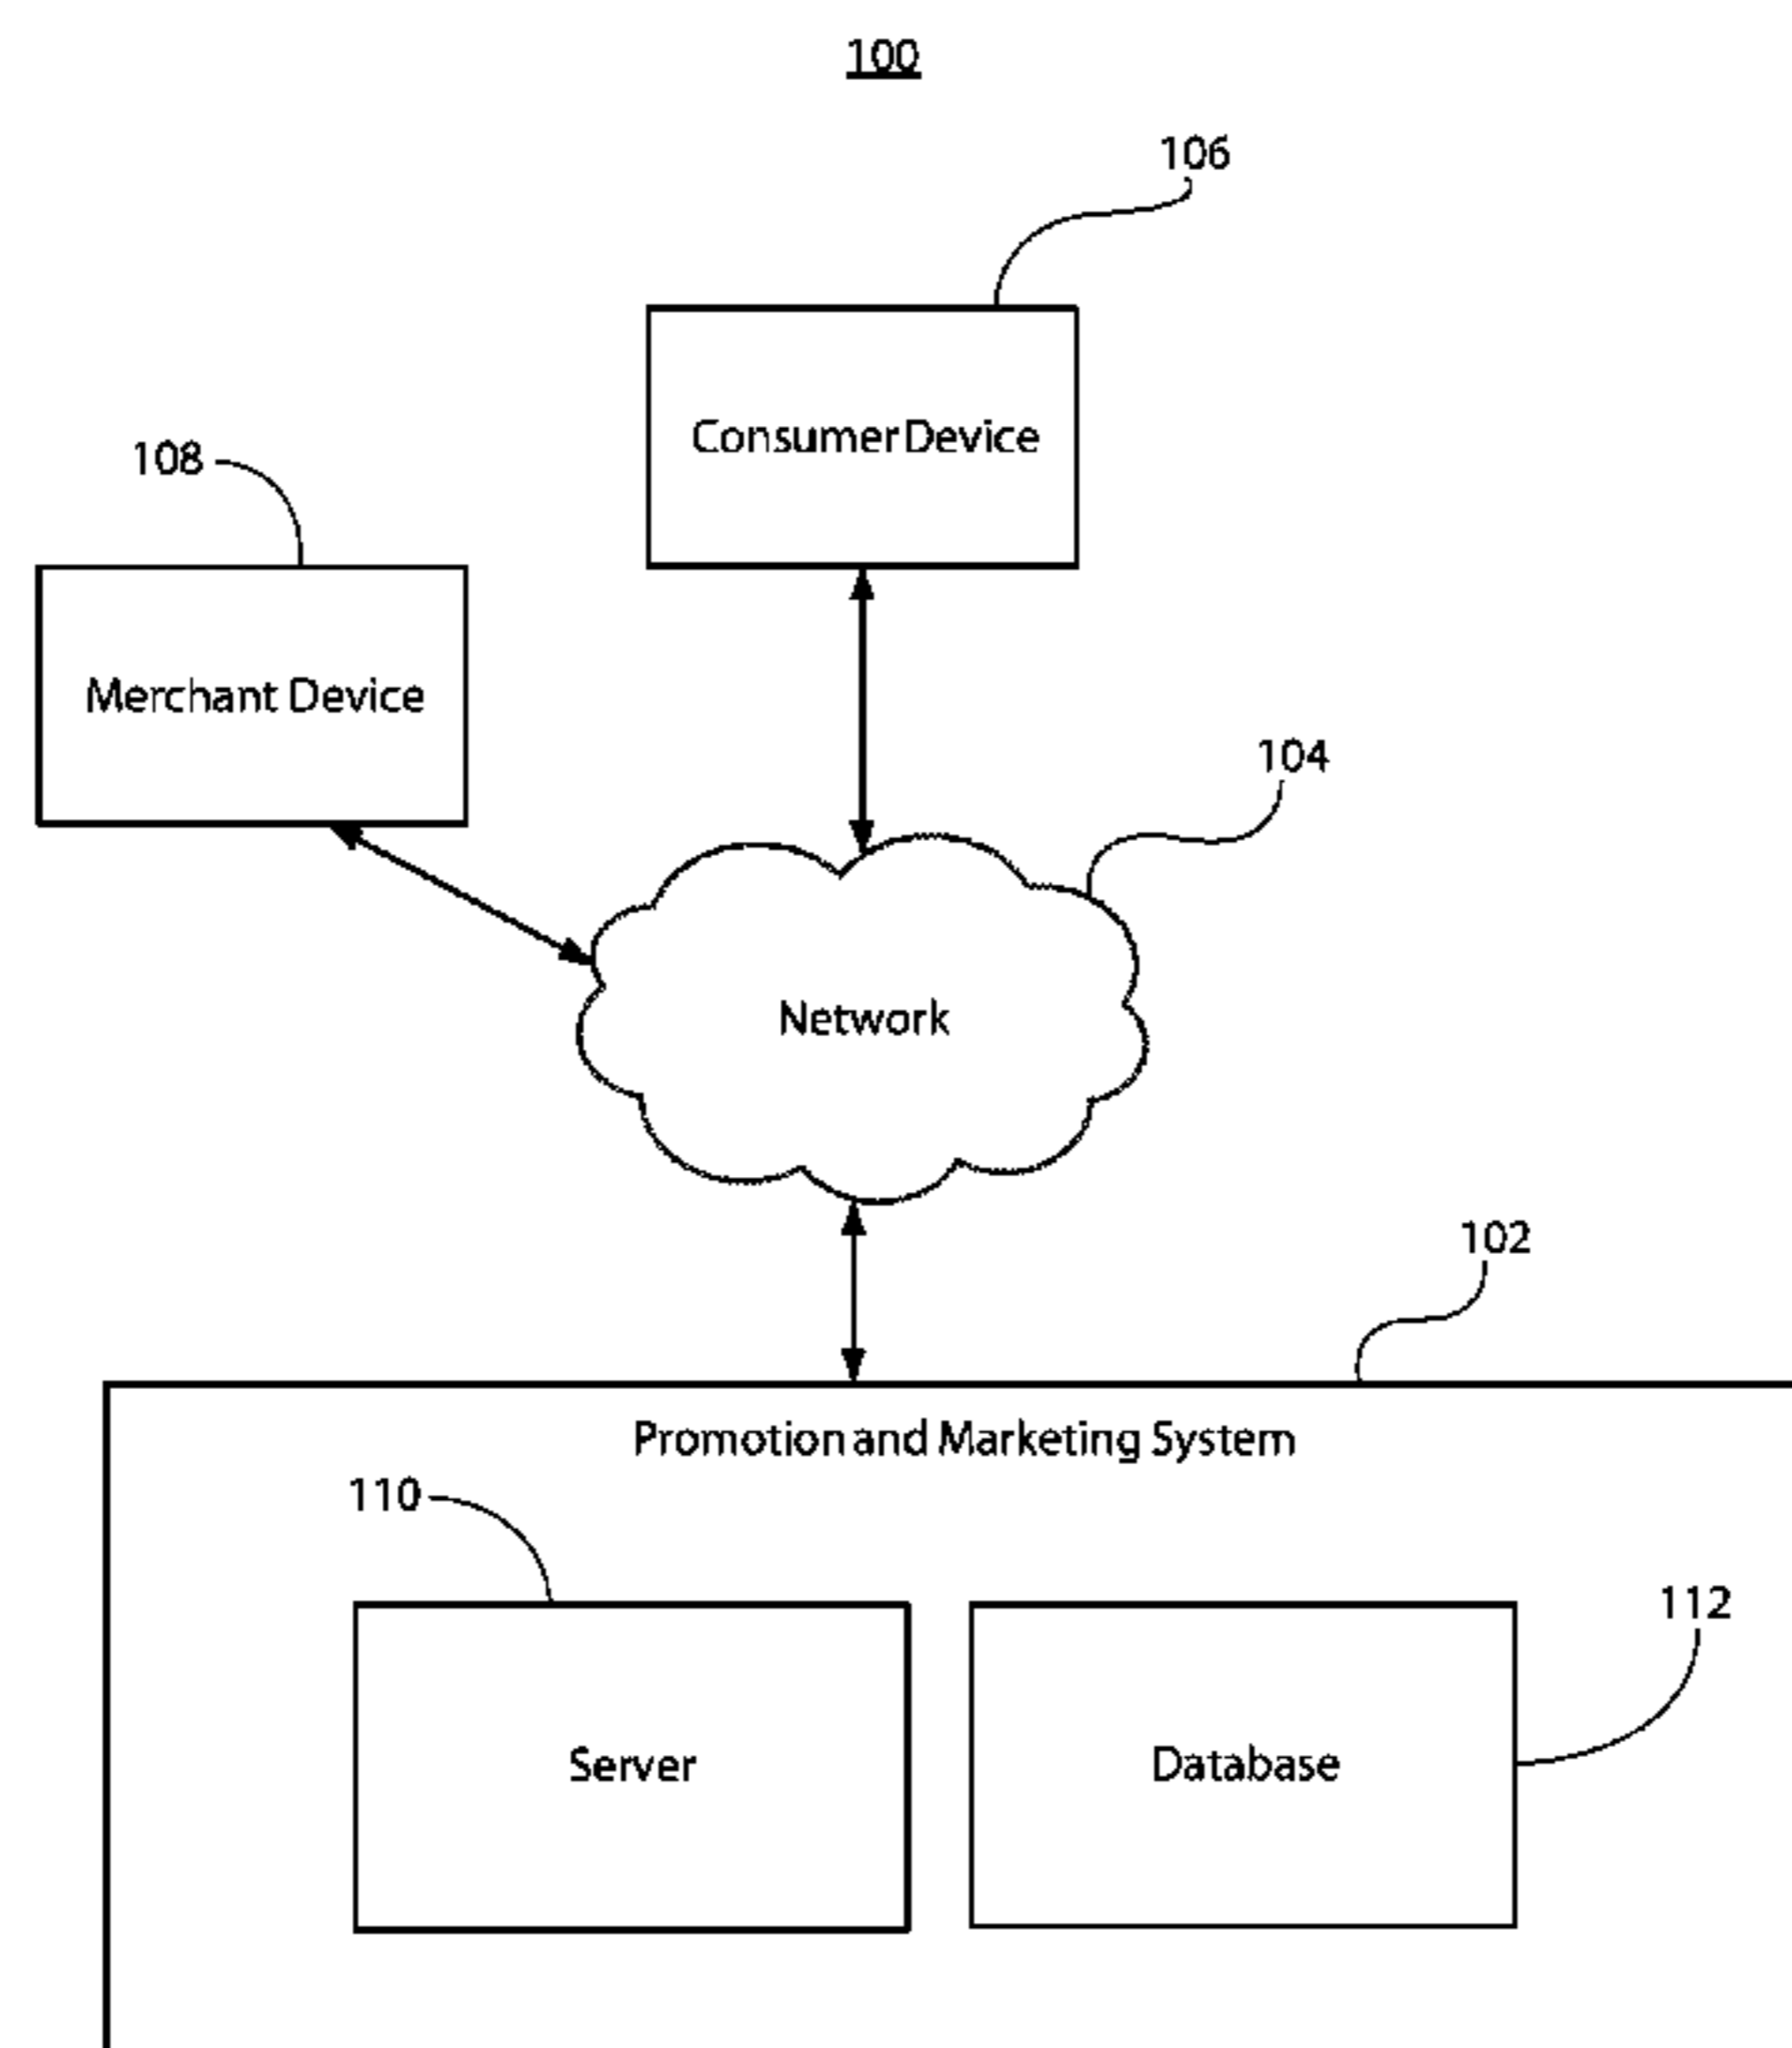 100
106
Consumer Device
108
Merchant Device
104
Network
102
Promotion and Marketing System
110
112
Server
Database